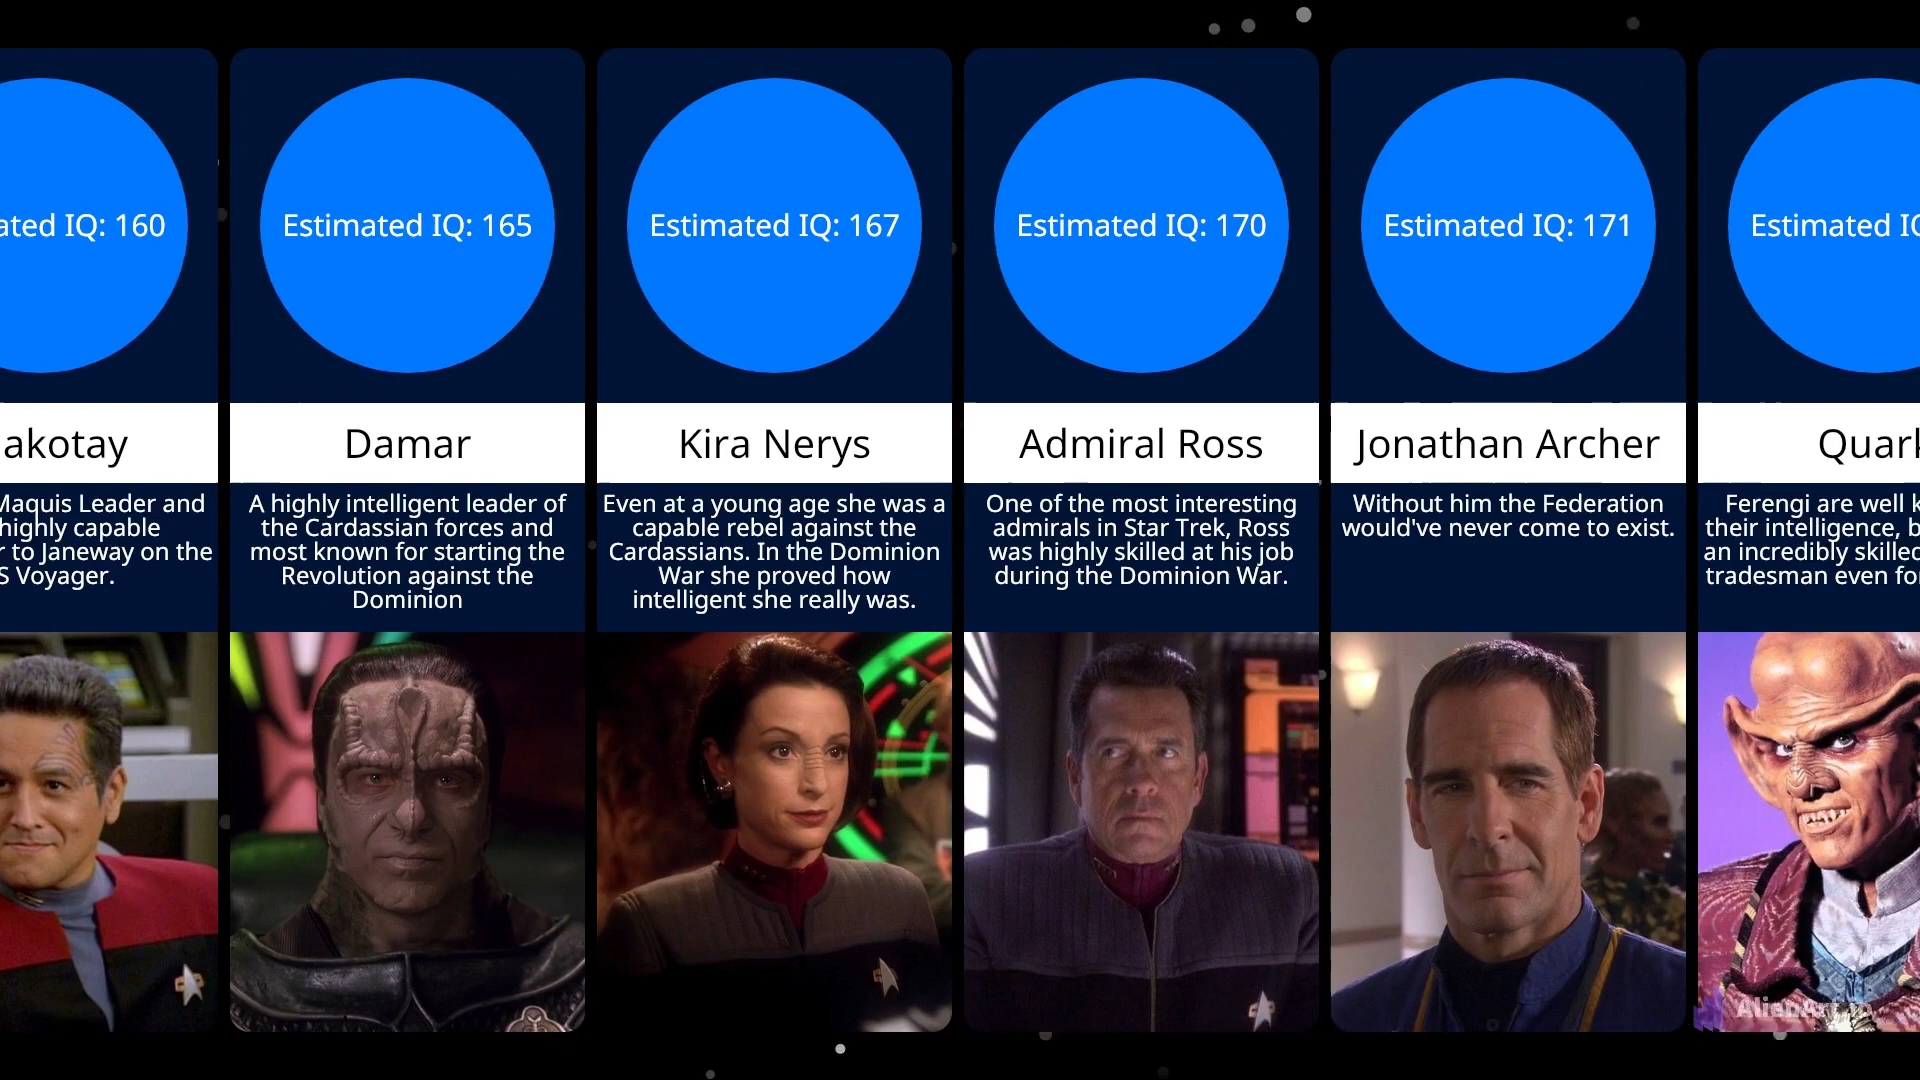 ated IQ: 160
akotay
Maquis Leader and
highly capable
r to Janeway on the
S Voyager.
Estimated IQ: 165
Damar
A highly intelligent leader of
the Cardassian forces and
most known for starting the
Revolution against the
Dominion
Estimated IQ: 167
Kira Nerys
Even at a young age she was a
capable rebel against the
Cardassians. In the Dominion
War she proved how
intelligent she really was.
Estimated IQ: 170
Admiral Ross
One of the most interesting
admirals in Star Trek, Ross
was highly skilled at his job
during the Dominion War.
Estimated IQ: 171
Jonathan Archer
Without him the Federation
would've never come to exist.
Estimated IQ
Quark
Ferengi are well k
their intelligence, b
an incredibly skilled
tradesman even fo